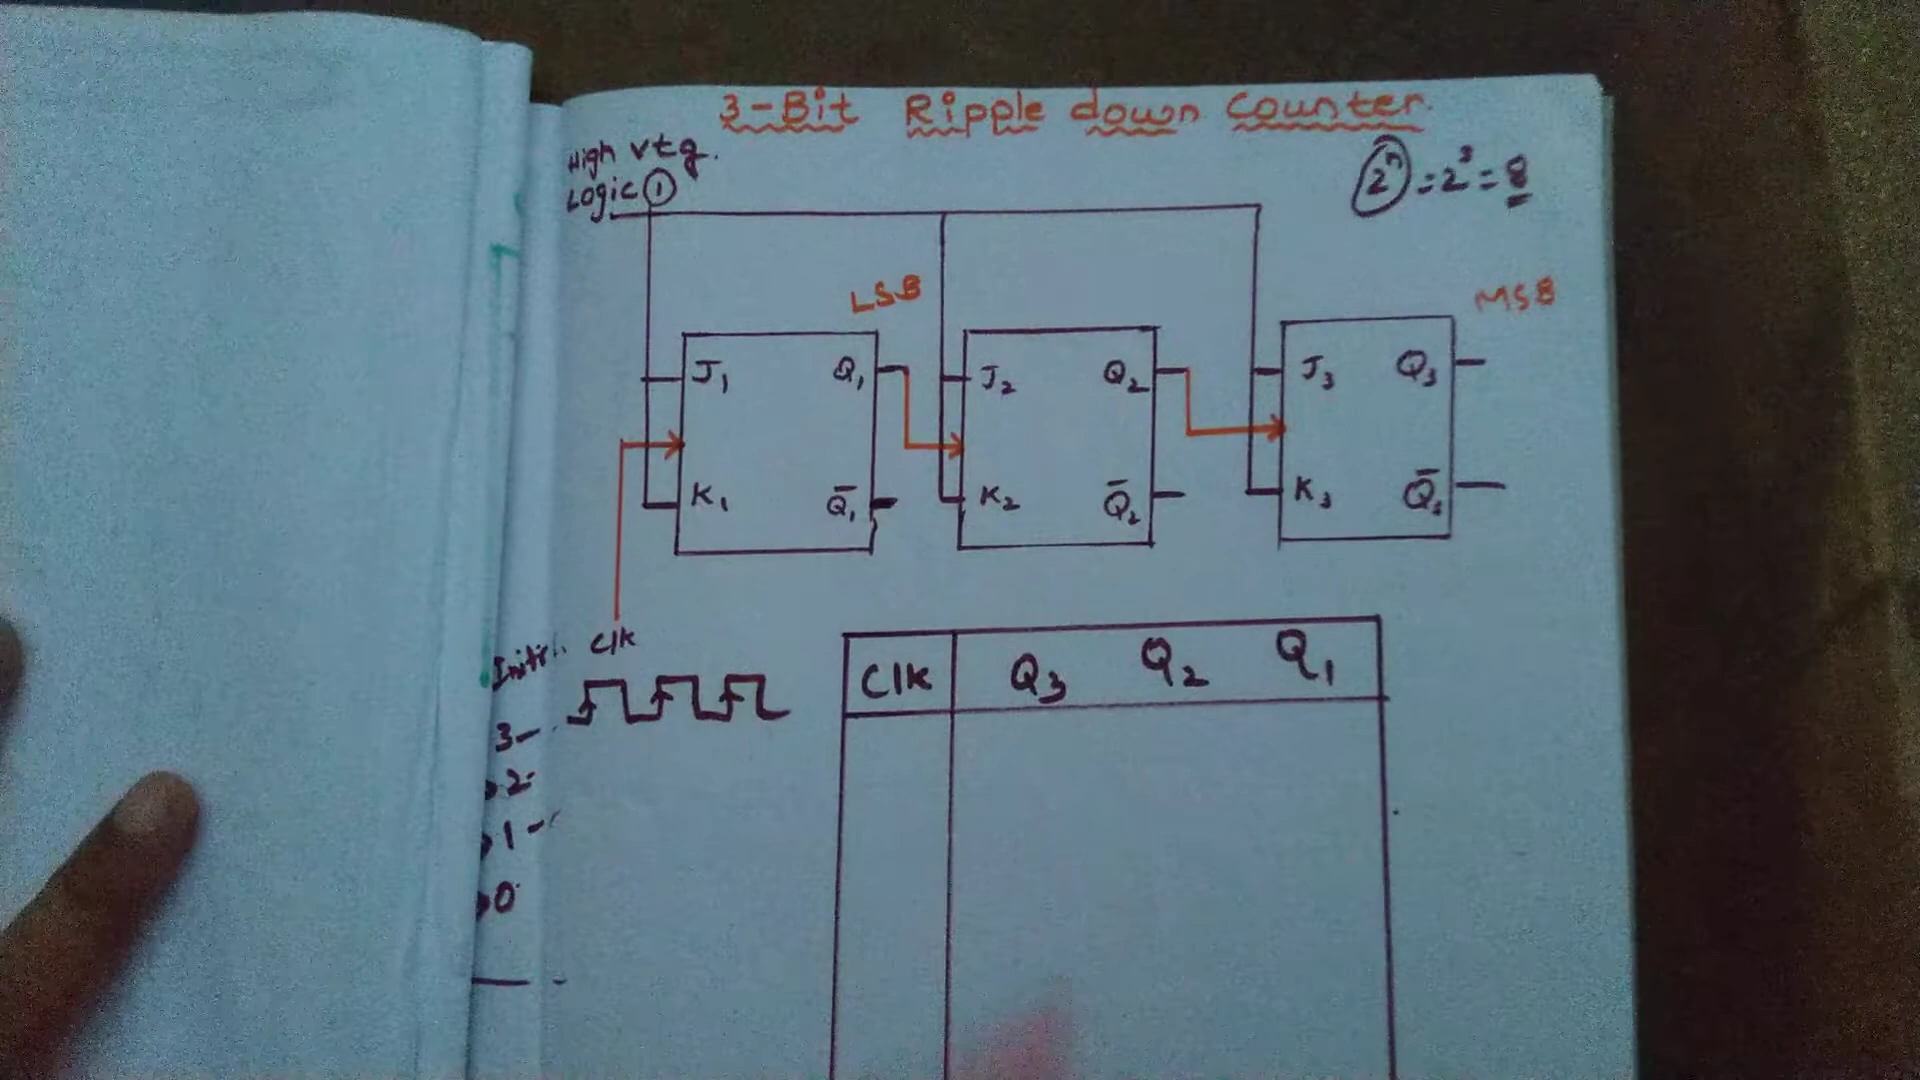 3-Bit Ripple down Counter.
High vtg.
Logic 1
2ⁿ = 2³ = 8
LSB
MSB
J₁ Q₁ J₂ Q₂ J₃ Q₃
K₁ Q̅₁ K₂ Q̅₂ K₃ Q̅₃
Clk
3-
2-
1-
0
Clk Q₃ Q₂ Q₁